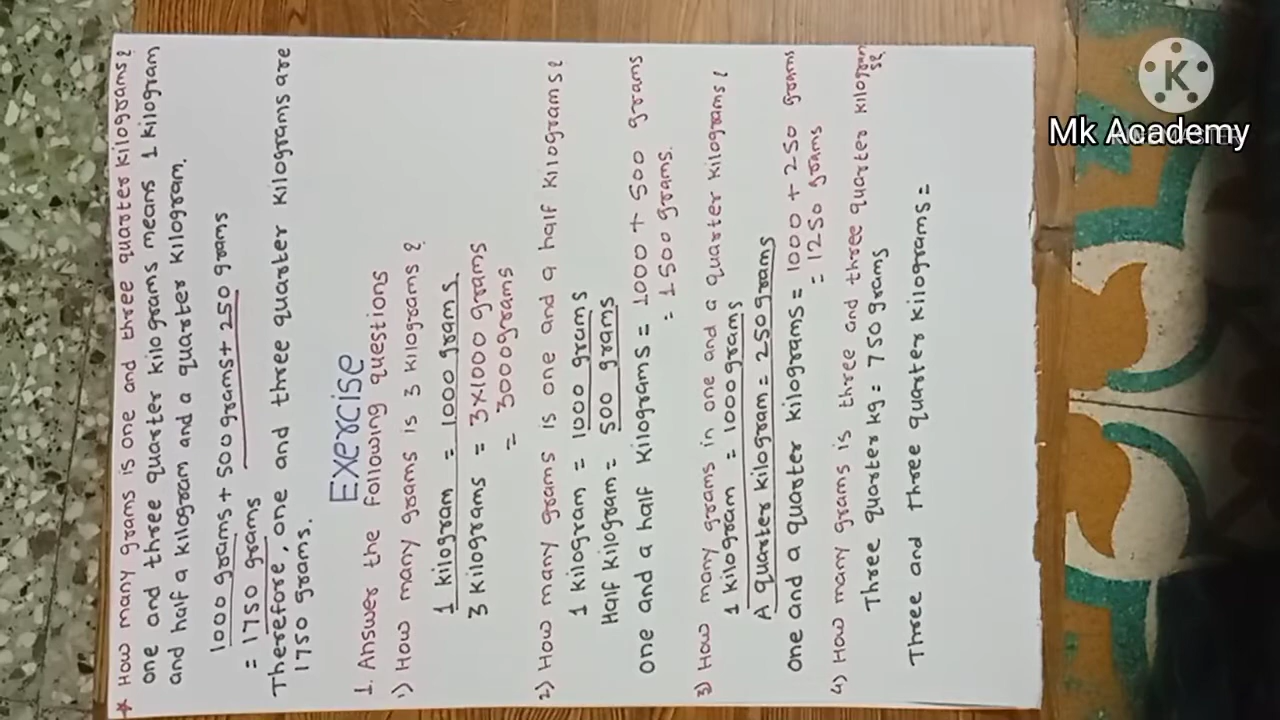 * How many grams is one and three quarter kilograms?
one and three quarter kilograms means 1 kilogram
and half a kilogram and a quarter kilogram.
1000 grams + 500 grams + 250 grams
= 1750 grams
Therefore, one and three quarter kilograms are
1750 grams.
Exercise
1. Answer the following questions
1) How many grams is 3 kilograms?
1 kilogram = 1000 grams
3 kilograms = 3x1000 grams
= 3000 grams
2) How many grams is one and a half kilograms?
1 kilogram = 1000 grams
Half kilogram = 500 grams
one and a half kilograms = 1000 + 500 grams
= 1500 grams.
3) How many grams in one and a quarter kilograms?
1 kilogram = 1000 grams
A quarter kilogram = 250 grams
one and a quarter kilograms = 1000 + 250 grams
= 1250 grams
4) How many grams is three and three quarter kilogram
s?
Three quarter kg = 750 grams
Three and Three quarter kilograms =
K
Mk Academy